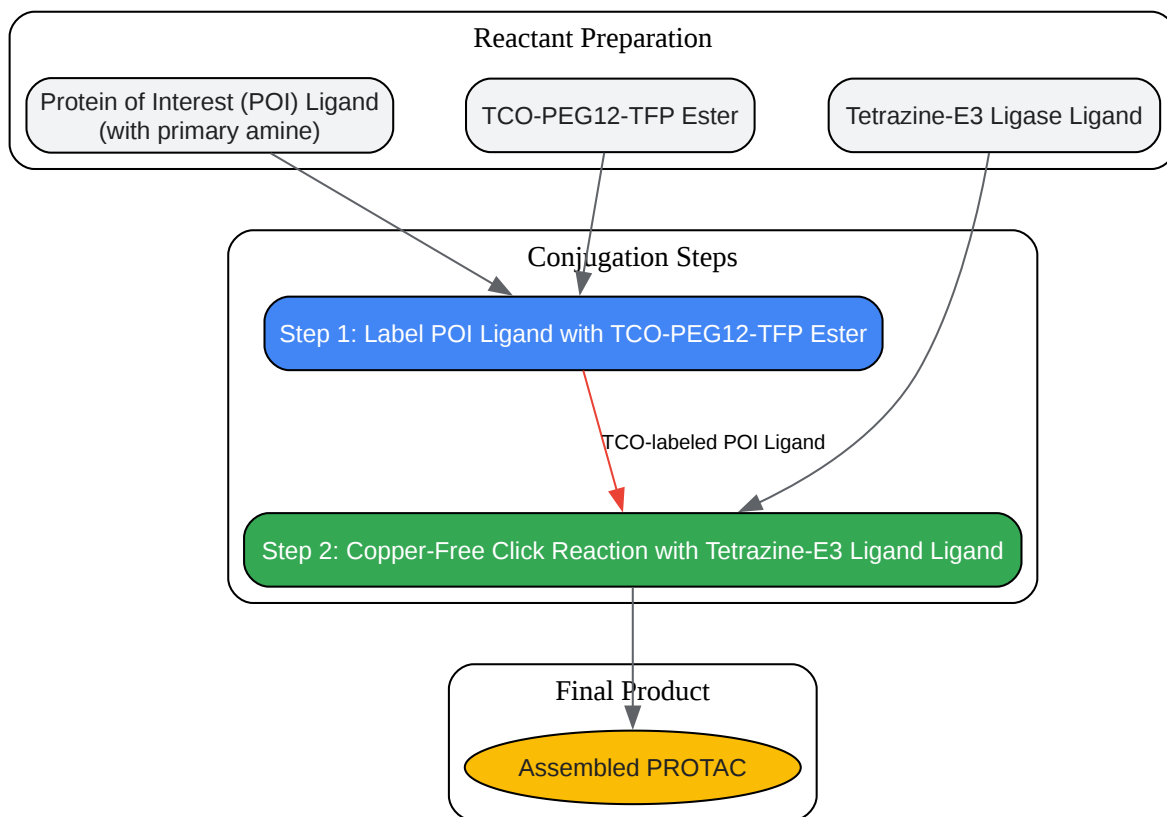 Reactant Preparation
Protein of Interest (POI) Ligand
(with primary amine)
TCO-PEG12-TFP Ester
Tetrazine-E3 Ligase Ligand
Conjugation Steps
Step 1: Label POI Ligand with TCO-PEG12-TFP Ester
TCO-labeled POI Ligand
Step 2: Copper-Free Click Reaction with Tetrazine-E3 Ligand Ligand
Final Product
Assembled PROTAC